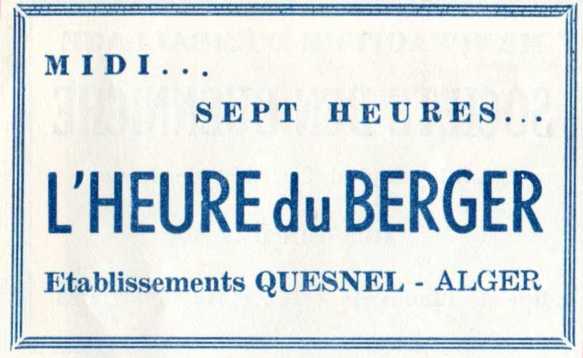 MIDI...
SEPT HEURES...
L'HEURE du BERGER
Etablissements QUESNEL - ALGER